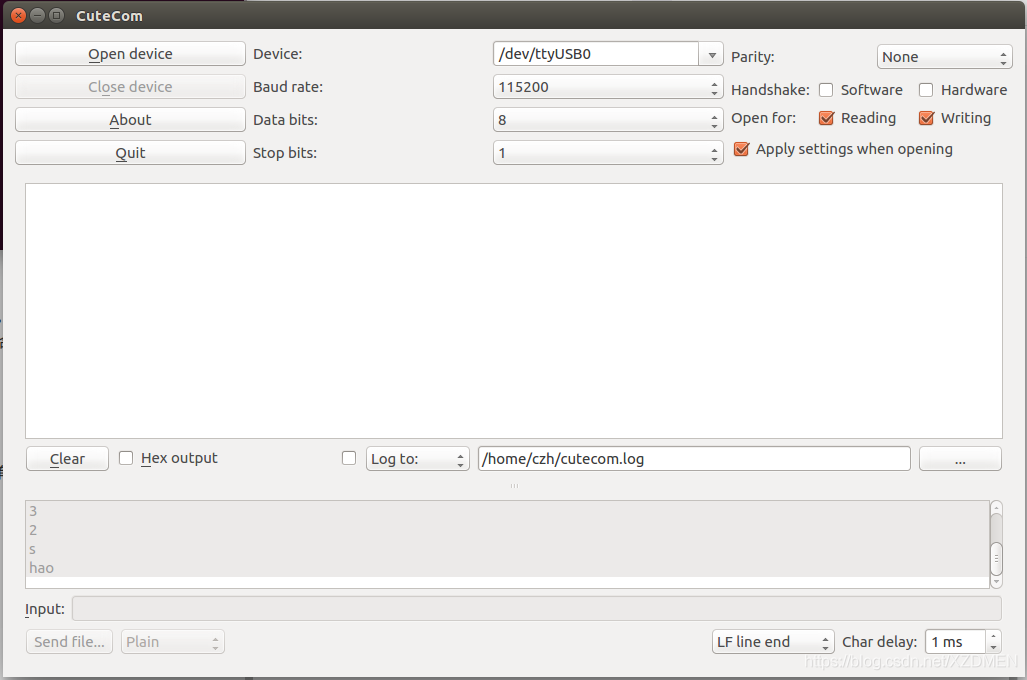 CuteCom
Open device Device: /dev/ttyUSB0 Parity: None
Close device Baud rate: 115200 Handshake: Software Hardware
About Data bits: 8 Open for: Reading Writing
Quit Stop bits: 1 Apply settings when opening
Clear Hex output Log to: /home/czh/cutecom.log ...
3
2
s
hao
Input:
Send file... Plain LF line end Char delay: 1 ms
https://blog.csdn.net/XZDMEN